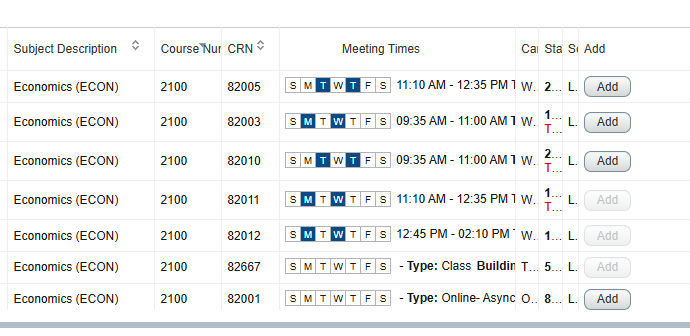 Subject Description Course Nur CRN Meeting Times Ca Sta Se Add
Economics (ECON) 2100 82005 S M T W T F S 11:10 AM - 12:35 PM T W.. 2... L.. Add
Economics (ECON) 2100 82003 S M T W T F S 09:35 AM - 11:00 AM T W.. 1... T... L.. Add
Economics (ECON) 2100 82010 S M T W T F S 09:35 AM - 11:00 AM T W.. 2... T... L.. Add
Economics (ECON) 2100 82011 S M T W T F S 11:10 AM - 12:35 PM T W.. 1... T... L.. Add
Economics (ECON) 2100 82012 S M T W T F S 12:45 PM - 02:10 PM T W.. 1... L.. Add
Economics (ECON) 2100 82667 S M T W T F S - Type: Class Buildin T... 5... L.. Add
Economics (ECON) 2100 82001 S M T W T F S - Type: Online- Async O... 8... L.. Add